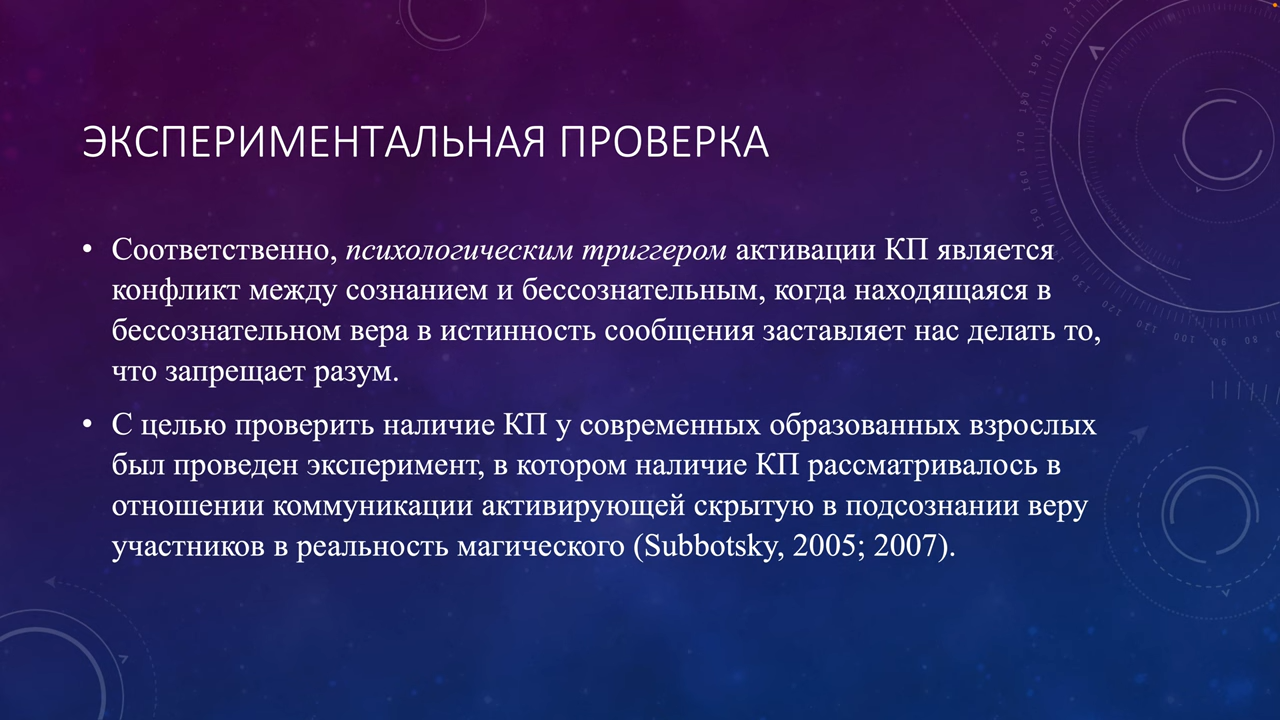 ЭКСПЕРИМЕНТАЛЬНАЯ ПРОВЕРКА
• Соответственно, психологическим триггером активации КП является
конфликт между сознанием и бессознательным, когда находящаяся в
бессознательном вера в истинность сообщения заставляет нас делать то,
что запрещает разум.
• С целью проверить наличие КП у современных образованных взрослых
был проведен эксперимент, в котором наличие КП рассматривалось в
отношении коммуникации активирующей скрытую в подсознании веру
участников в реальность магического (Subbotsky, 2005; 2007).